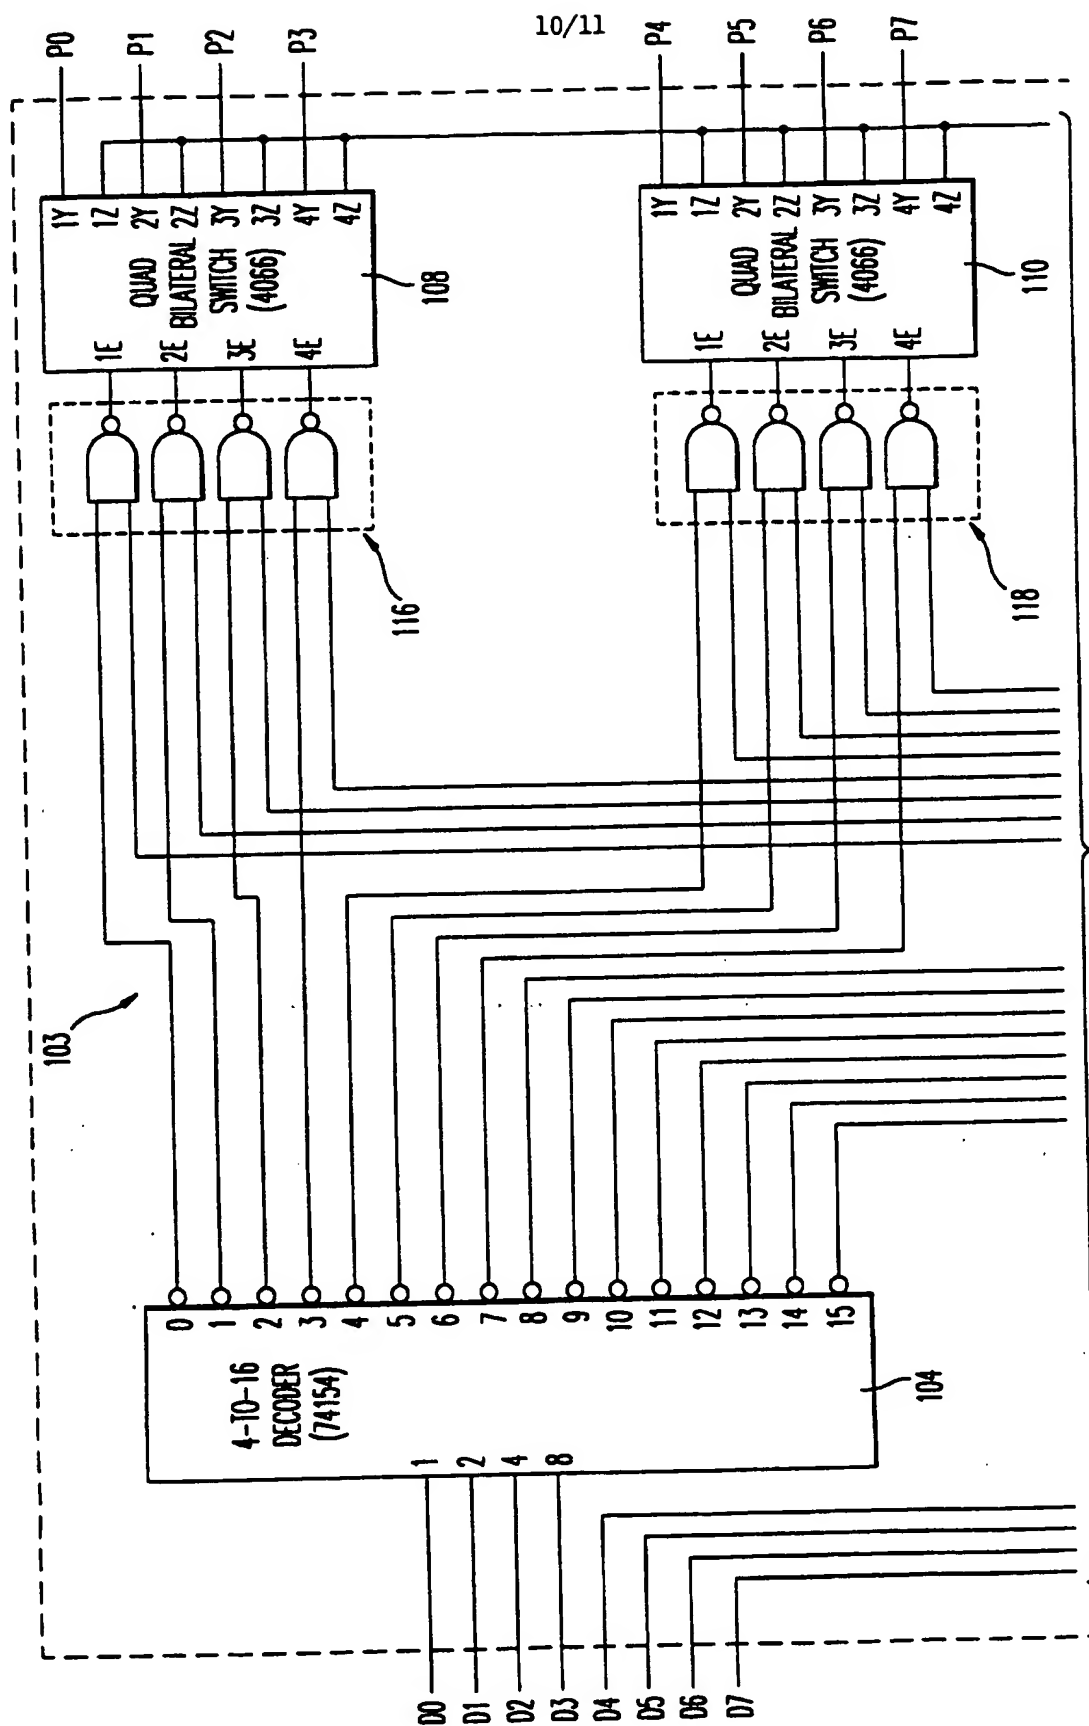 10/11
103
D0
D1
D2
D3
D4
D5
D6
D7
1
2
4
8
4-TO-16
DECODER
(74154)
0
1
2
3
4
5
6
7
8
9
10
11
12
13
14
15
104
116
1E
2E
3E
4E
QUAD
BILATERAL
SWITCH
(4066)
1Y
1Z
2Y
2Z
3Y
3Z
4Y
4Z
108
P0
P1
P2
P3
118
1E
2E
3E
4E
QUAD
BILATERAL
SWITCH
(4066)
1Y
1Z
2Y
2Z
3Y
3Z
4Y
4Z
110
P4
P5
P6
P7